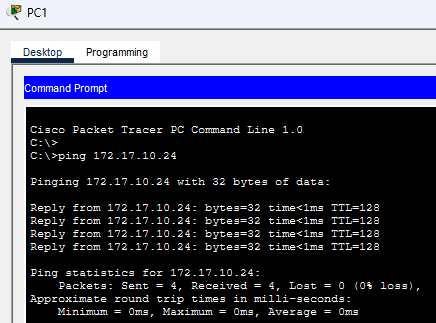 PC1
Desktop Programming
Command Prompt
Cisco Packet Tracer PC Command Line 1.0
C:\>
C:\>ping 172.17.10.24
Pinging 172.17.10.24 with 32 bytes of data:
Reply from 172.17.10.24: bytes=32 time<1ms TTL=128
Reply from 172.17.10.24: bytes=32 time<1ms TTL=128
Reply from 172.17.10.24: bytes=32 time<1ms TTL=128
Reply from 172.17.10.24: bytes=32 time<1ms TTL=128
Ping statistics for 172.17.10.24:
Packets: Sent = 4, Received = 4, Lost = 0 (0% loss),
Approximate round trip times in milli-seconds:
Minimum = 0ms, Maximum = 0ms, Average = 0ms